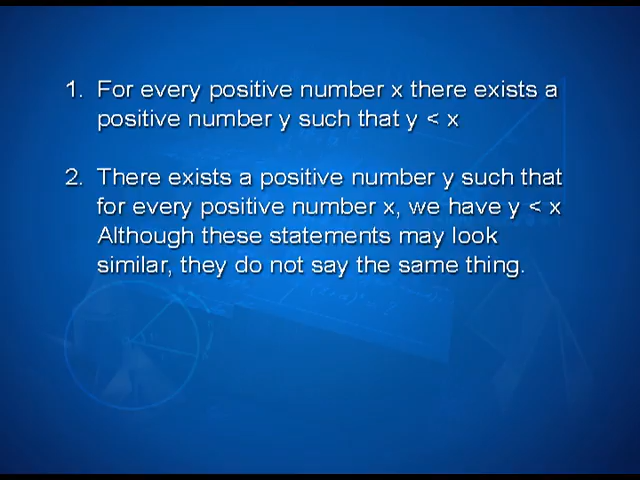 1. For every positive number x there exists a
positive number y such that y < x
2. There exists a positive number y such that
for every positive number x, we have y < x
Although these statements may look
similar, they do not say the same thing.